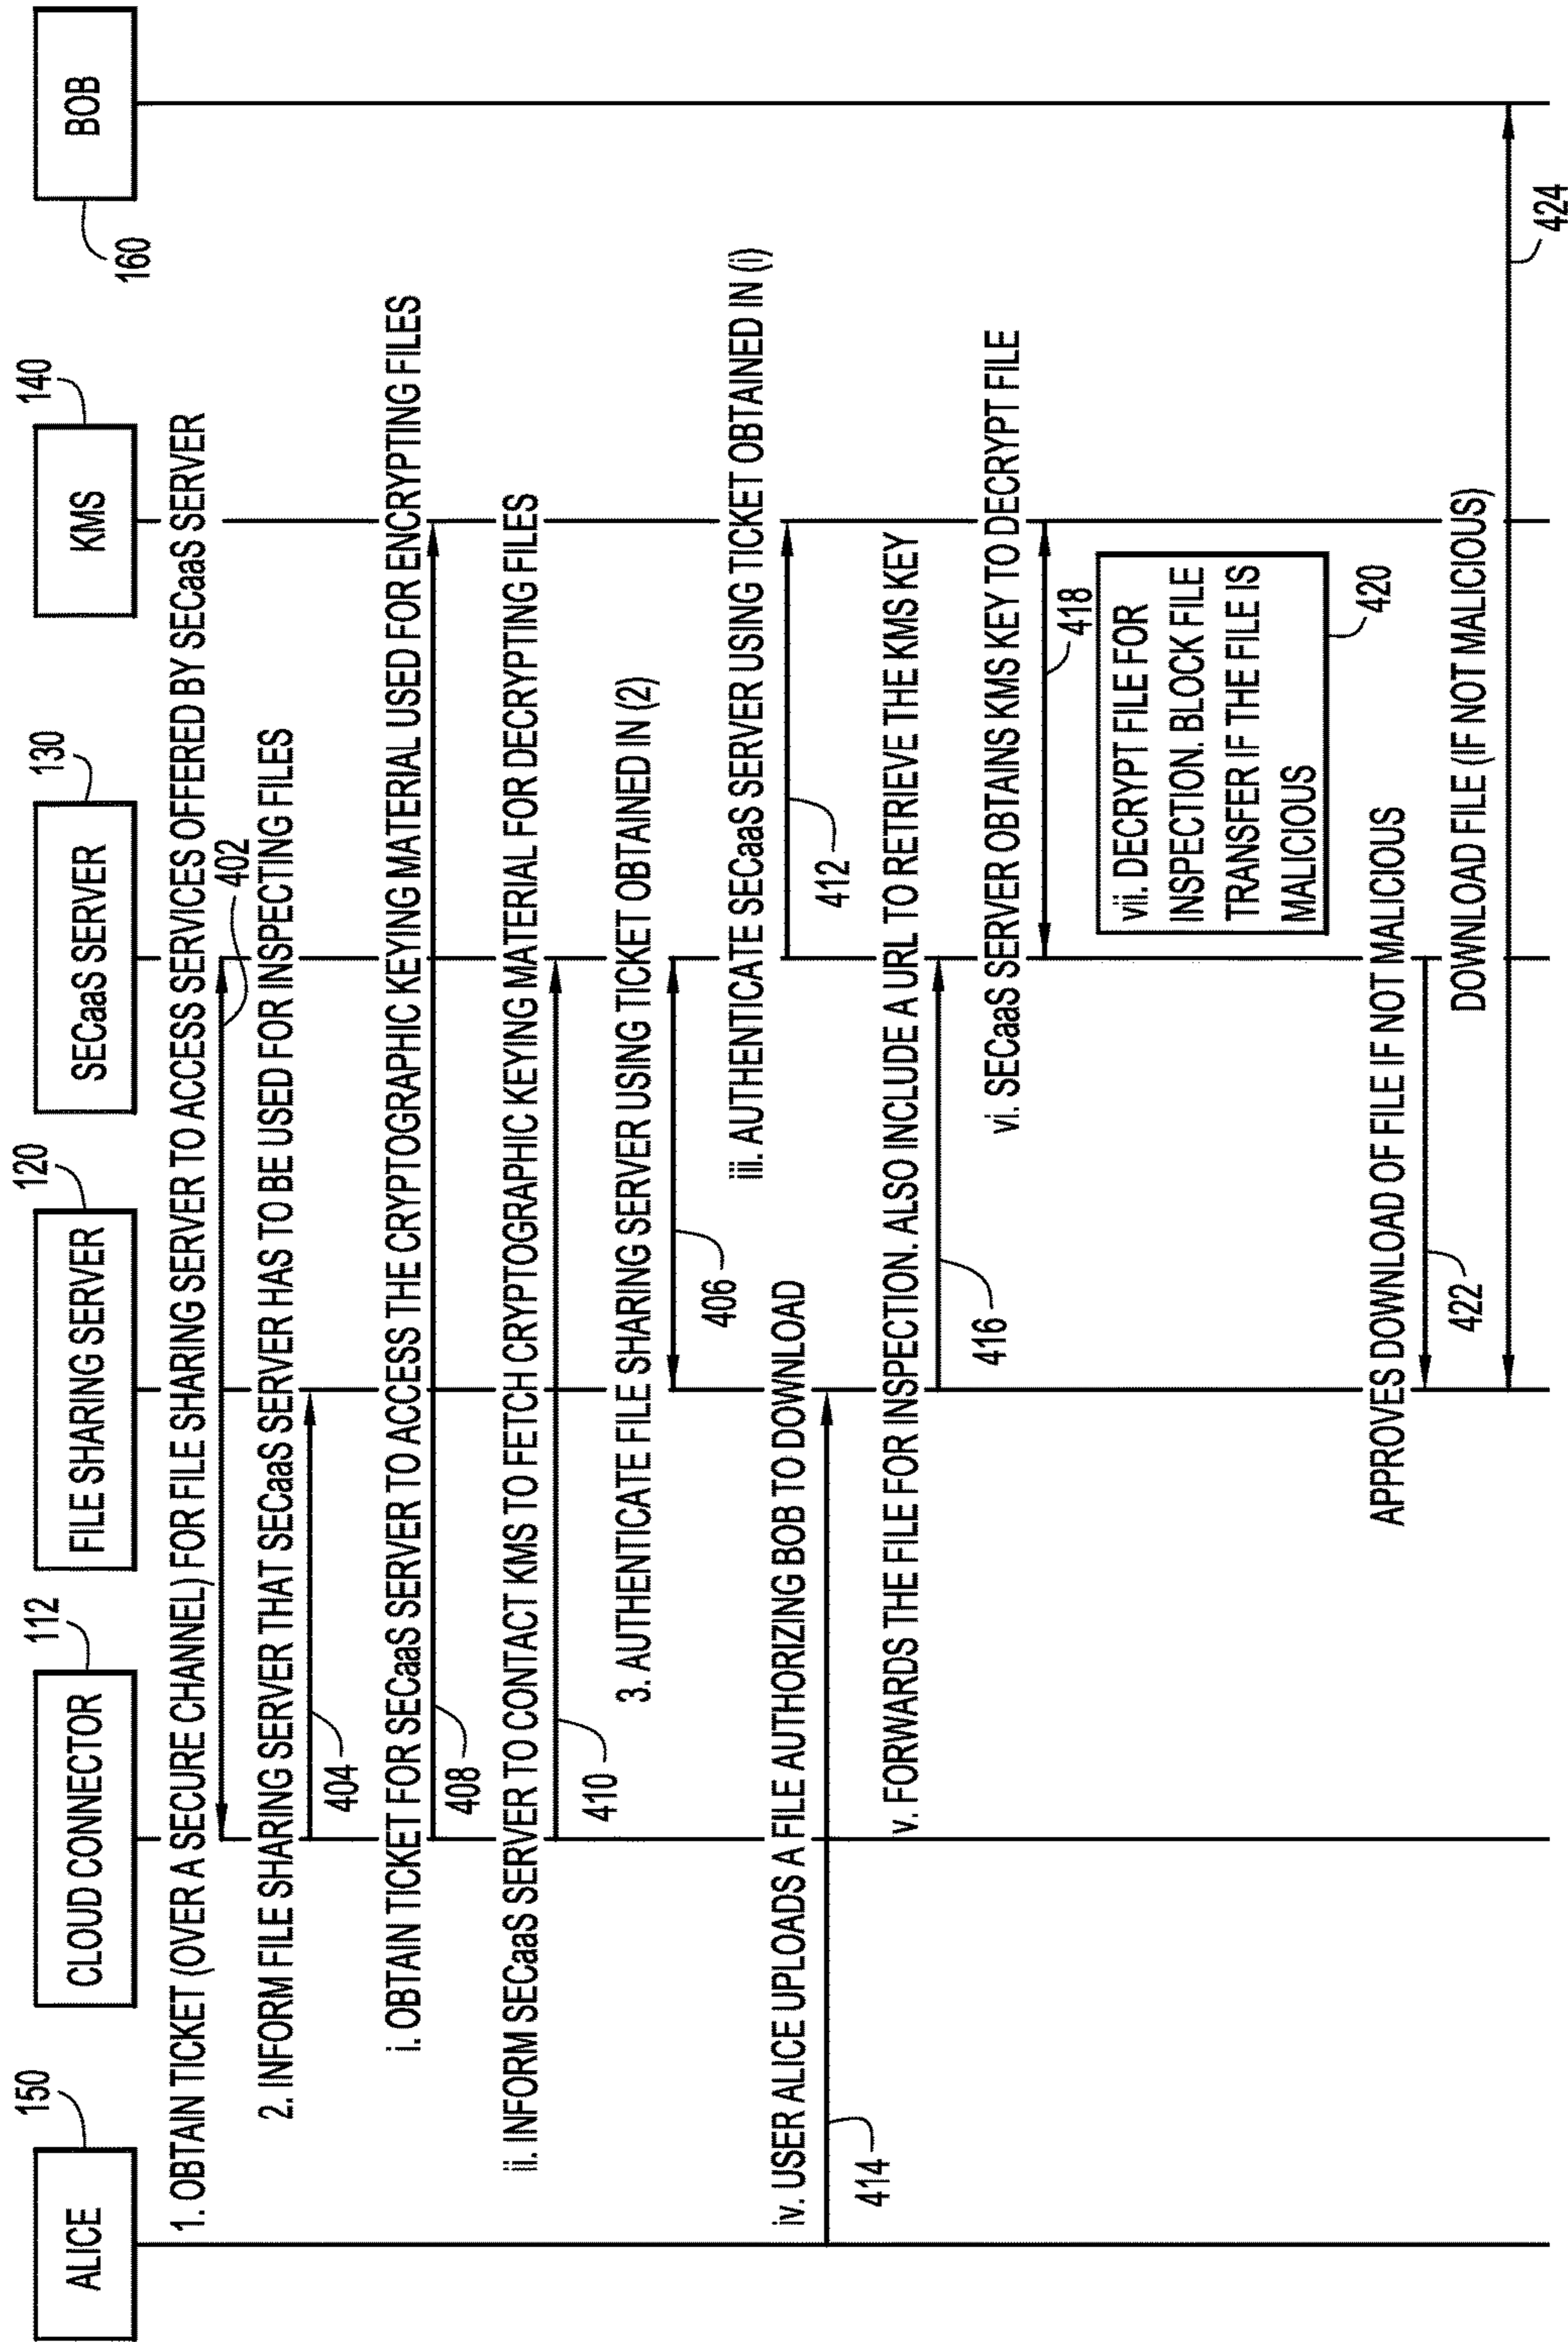 150
112
120
130
140
160
ALICE
CLOUD CONNECTOR
FILE SHARING SERVER
SECaaS SERVER
KMS
BOB
1. OBTAIN TICKET (OVER A SECURE CHANNEL) FOR FILE SHARING SERVER TO ACCESS SERVICES OFFERED BY SECaaS SERVER
402
2. INFORM FILE SHARING SERVER THAT SECaaS SERVER HAS TO BE USED FOR INSPECTING FILES
404
i. OBTAIN TICKET FOR SECaaS SERVER TO ACCESS THE CRYPTOGRAPHIC KEYING MATERIAL USED FOR ENCRYPTING FILES
408
ii. INFORM SECaaS SERVER TO CONTACT KMS TO FETCH CRYPTOGRAPHIC KEYING MATERIAL FOR DECRYPTING FILES
410
3. AUTHENTICATE FILE SHARING SERVER USING TICKET OBTAINED IN (2)
406
iii. AUTHENTICATE SECaaS SERVER USING TICKET OBTAINED IN (i)
412
iv. USER ALICE UPLOADS A FILE AUTHORIZING BOB TO DOWNLOAD
414
v. FORWARDS THE FILE FOR INSPECTION. ALSO INCLUDE A URL TO RETRIEVE THE KMS KEY
416
vi. SECaaS SERVER OBTAINS KMS KEY TO DECRYPT FILE
418
vii. DECRYPT FILE FOR
INSPECTION. BLOCK FILE
TRANSFER IF THE FILE IS
MALICIOUS
420
APPROVES DOWNLOAD OF FILE IF NOT MALICIOUS
422
DOWNLOAD FILE (IF NOT MALICIOUS)
424